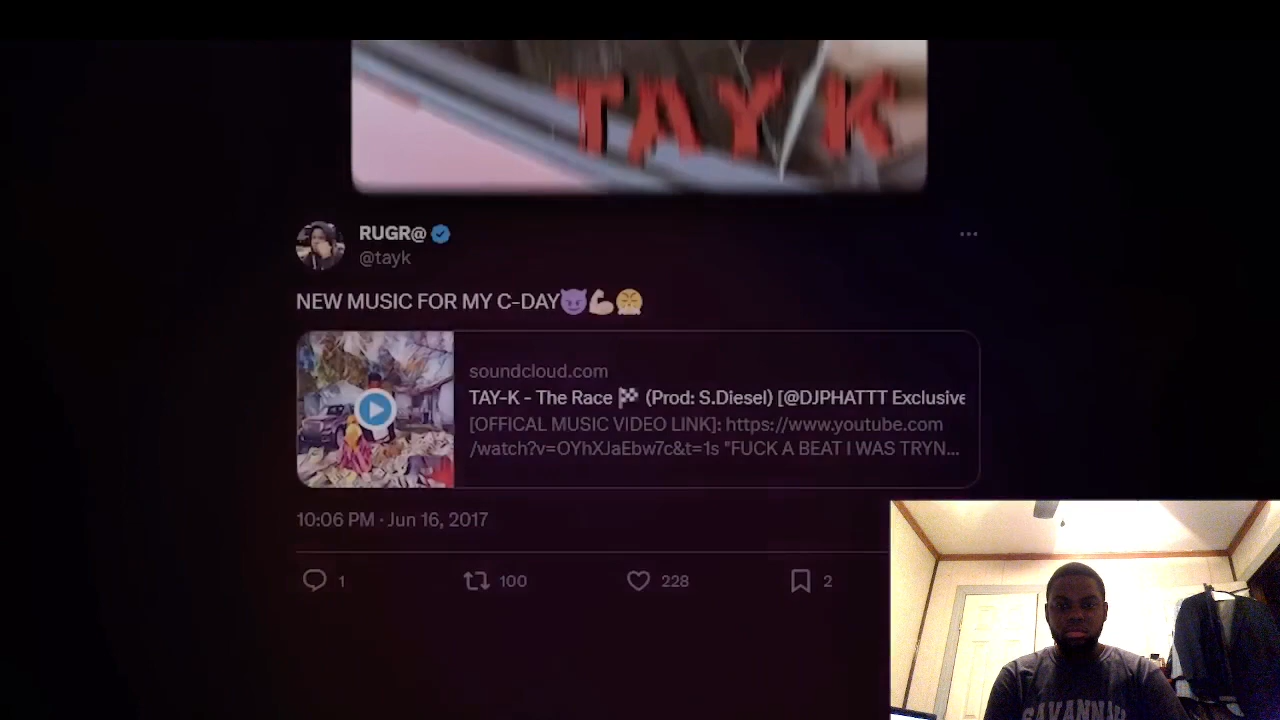 TAY K
RUGR@
@tayk
NEW MUSIC FOR MY C-DAY😈💪😤
soundcloud.com
TAY-K - The Race 🏁 (Prod: S.Diesel) [@DJPHATTT Exclusive
[OFFICAL MUSIC VIDEO LINK]: https://www.youtube.com
/watch?v=OYhXJaEbw7c&t=1s "FUCK A BEAT I WAS TRYN...
10:06 PM · Jun 16, 2017
1 100 228 2
SAVANNAH